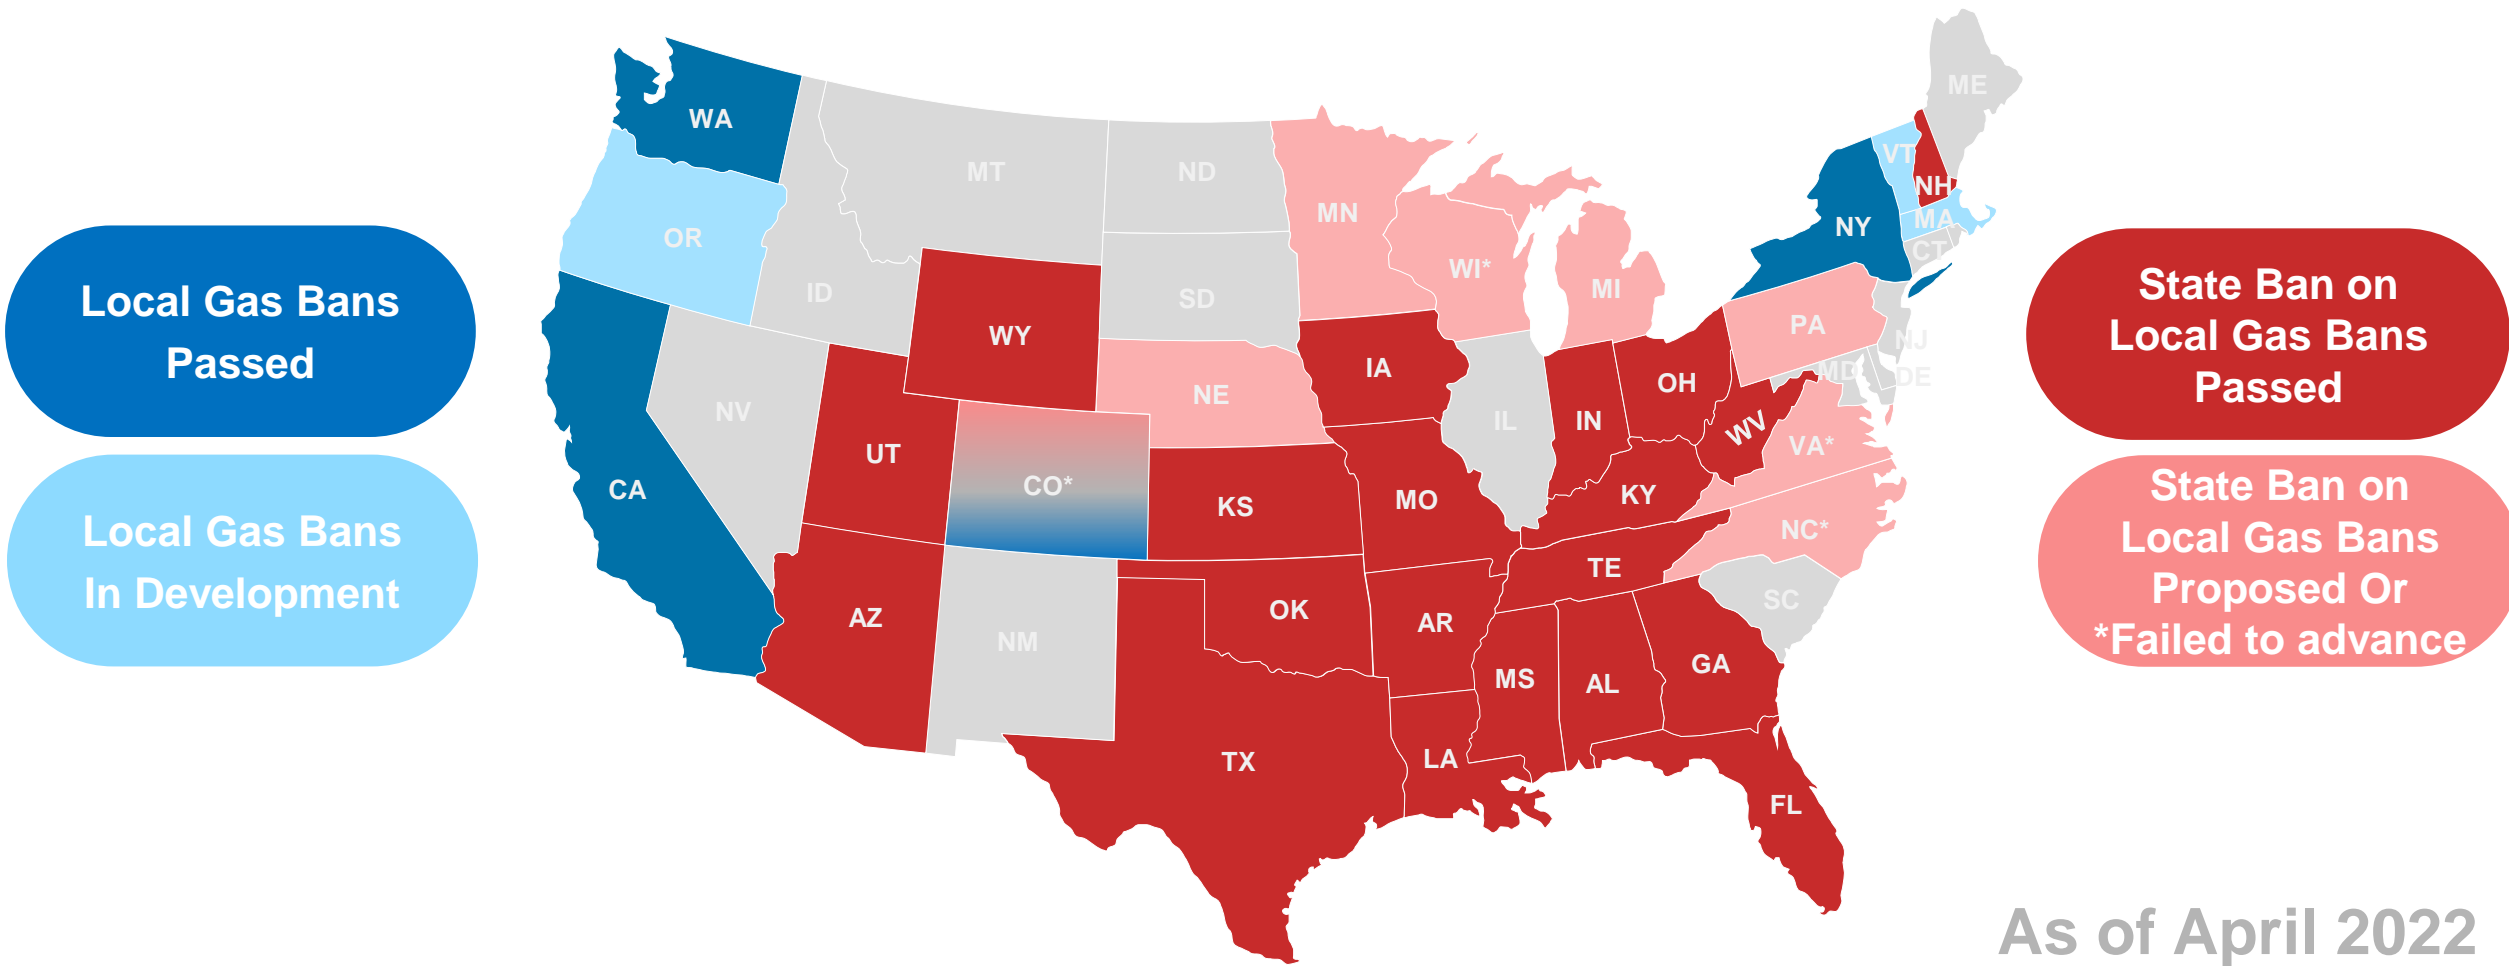 Local Gas Bans
Passed
Local Gas Bans
In Development
WA
OR
CA
ID
NV
MT
WY
UT
AZ
CO*
NM
ND
SD
NE
KS
OK
TX
MN
IA
MO
AR
LA
WI*
IL
MS
MI
IN
KY
TE
AL
OH
WV
GA
FL
SC
NC*
VA*
PA
NY
VT
NH
ME
MA
CT
NJ
DE
MD
State Ban on
Local Gas Bans
Passed
State Ban on
Local Gas Bans
Proposed Or
*Failed to advance
As of April 2022